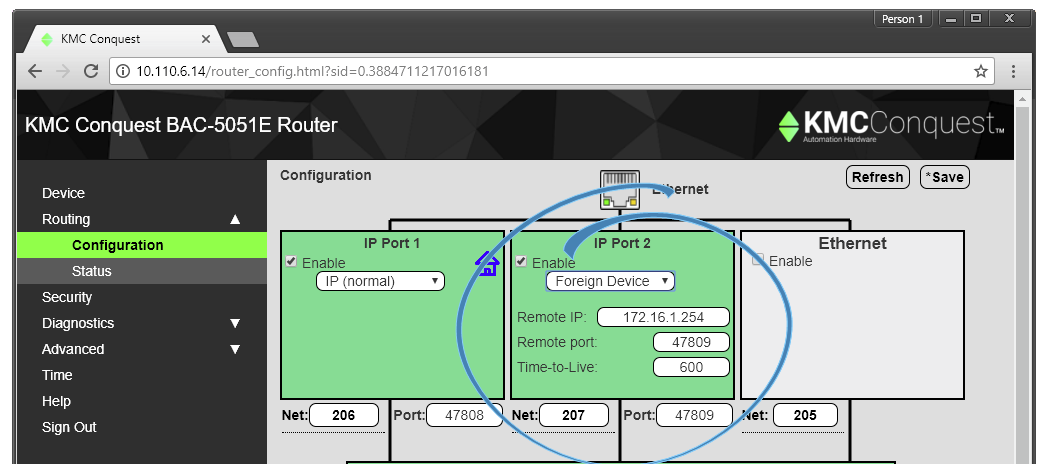 Person 1
KMC Conquest
10.110.6.14/router_config.html?sid=0.3884711217016181
KMC Conquest BAC-5051E Router
KMCConquest™
Automation Hardware
Device
Routing
Configuration
Status
Security
Diagnostics
Advanced
Time
Help
Sign Out
Configuration
Ethernet
Refresh
*Save
IP Port 1
Enable
IP (normal)
IP Port 2
Enable
Foreign Device
Remote IP: 172.16.1.254
Remote port: 47809
Time-to-Live: 600
Ethernet
Enable
Net: 206 Port: 47808
Net: 207 Port: 47809
Net: 205